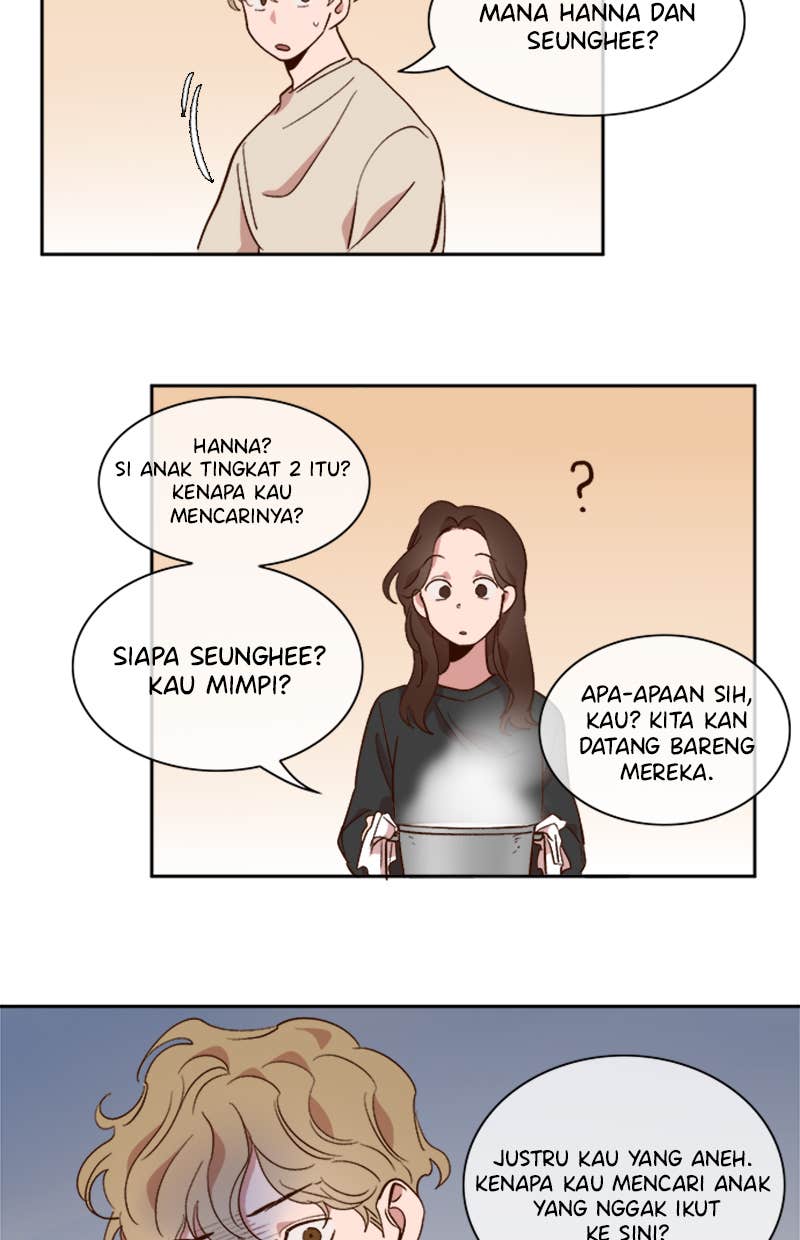 MANA HANNA DAN
SEUNGHEE?
HANNA?
SI ANAK TINGKAT 2 ITU?
KENAPA KAU
MENCARINYA?
?
SIAPA SEUNGHEE?
KAU MIMPI?
APA-APAAN SIH,
KAU? KITA KAN
DATANG BARENG
MEREKA.
JUSTRU KAU YANG ANEH.
KENAPA KAU MENCARI ANAK
YANG NGGAK IKUT
KE SINI?